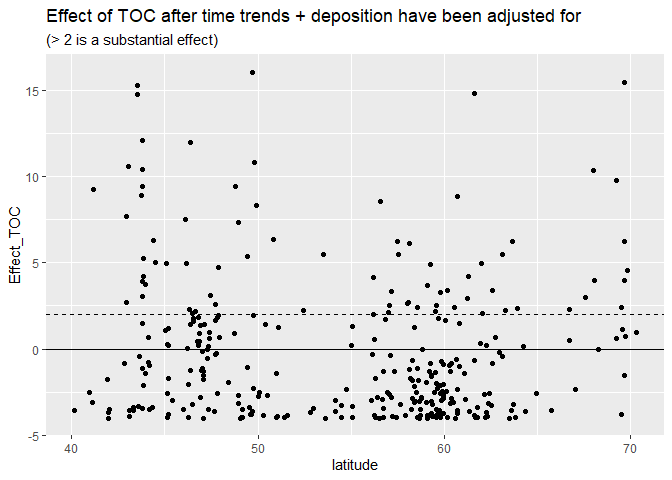 Effect of TOC after time trends + deposition have been adjusted for
(> 2 is a substantial effect)
15
10
5
0
-5
Effect_TOC
40
50
60
70
latitude